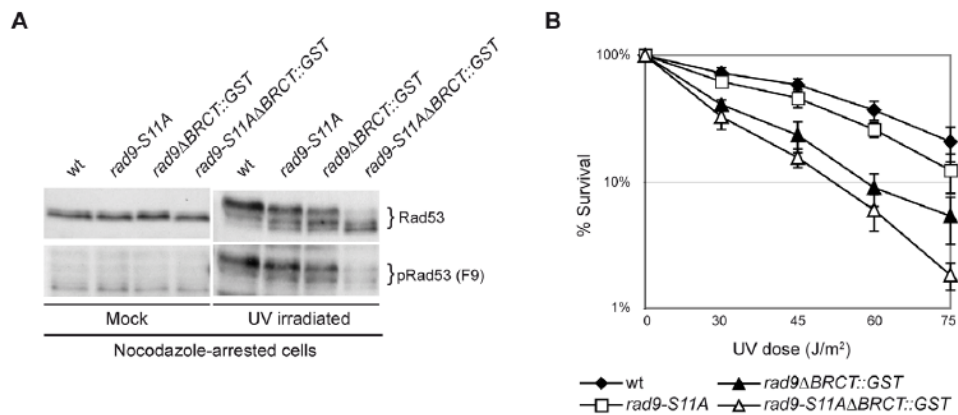 A
wt
rad9-S11A
rad9ΔBRCT::GST
rad9-S11AΔBRCT::GST
wt
rad9-S11A
rad9ΔBRCT::GST
rad9-S11AΔBRCT::GST
Rad53
pRad53 (F9)
Mock
UV irradiated
Nocodazole-arrested cells
B
100%
10%
1%
% Survival
0
30
45
60
75
UV dose (J/m²)
wt
rad9ΔBRCT::GST
rad9-S11A
rad9-S11AΔBRCT::GST